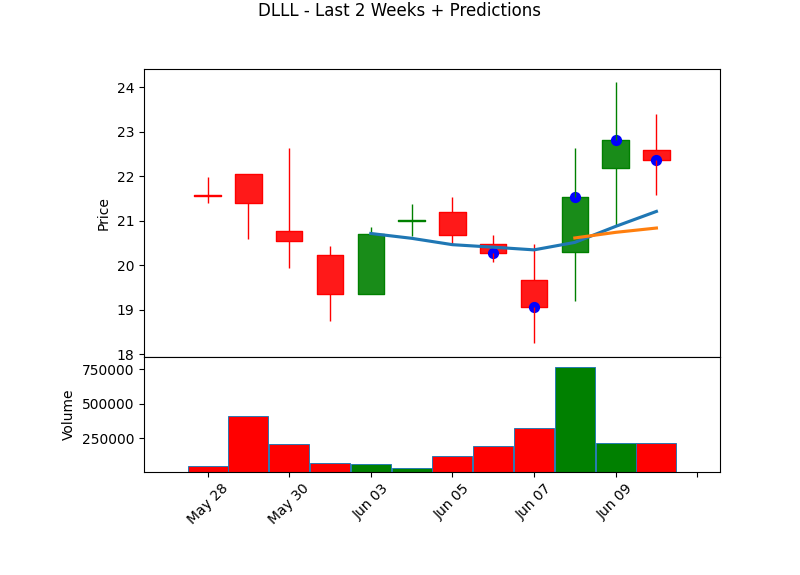 DLLL - Last 2 Weeks + Predictions
24
23
22
21
20
19
18
Price
750000
500000
250000
Volume
May 28
May 30
Jun 03
Jun 05
Jun 07
Jun 09